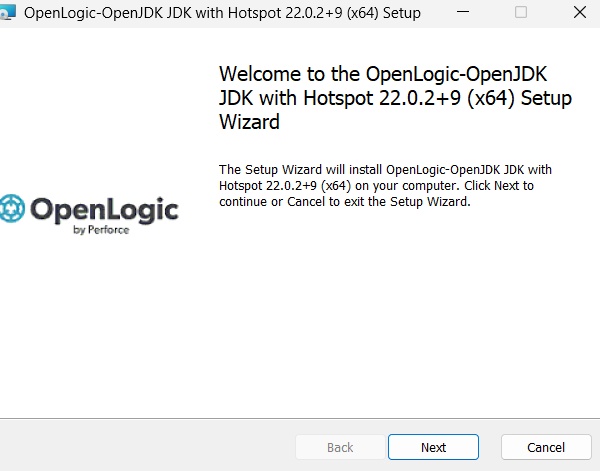 OpenLogic-OpenJDK JDK with Hotspot 22.0.2+9 (x64) Setup
Welcome to the OpenLogic-OpenJDK
JDK with Hotspot 22.0.2+9 (x64) Setup
Wizard
The Setup Wizard will install OpenLogic-OpenJDK JDK with
Hotspot 22.0.2+9 (x64) on your computer. Click Next to
continue or Cancel to exit the Setup Wizard.
OpenLogic
by Perforce
Back
Next
Cancel